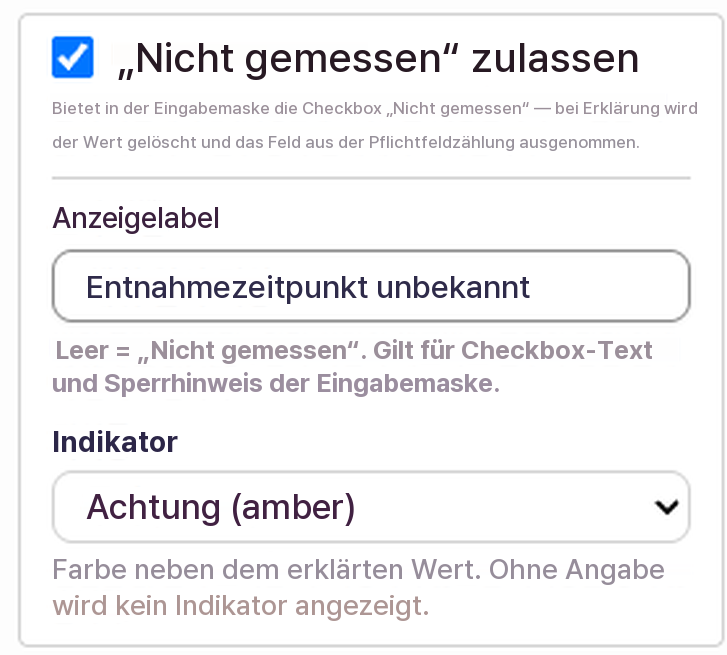 „Nicht gemessen“ zulassen
Bietet in der Eingabemaske die Checkbox „Nicht gemessen“ — bei Erklärung wird
der Wert gelöscht und das Feld aus der Pflichtfeldzählung ausgenommen.
Anzeigelabel
Entnahmezeitpunkt unbekannt
Leer = „Nicht gemessen“. Gilt für Checkbox-Text
und Sperrhinweis der Eingabemaske.
Indikator
Achtung (amber)
Farbe neben dem erklärten Wert. Ohne Angabe
wird kein Indikator angezeigt.